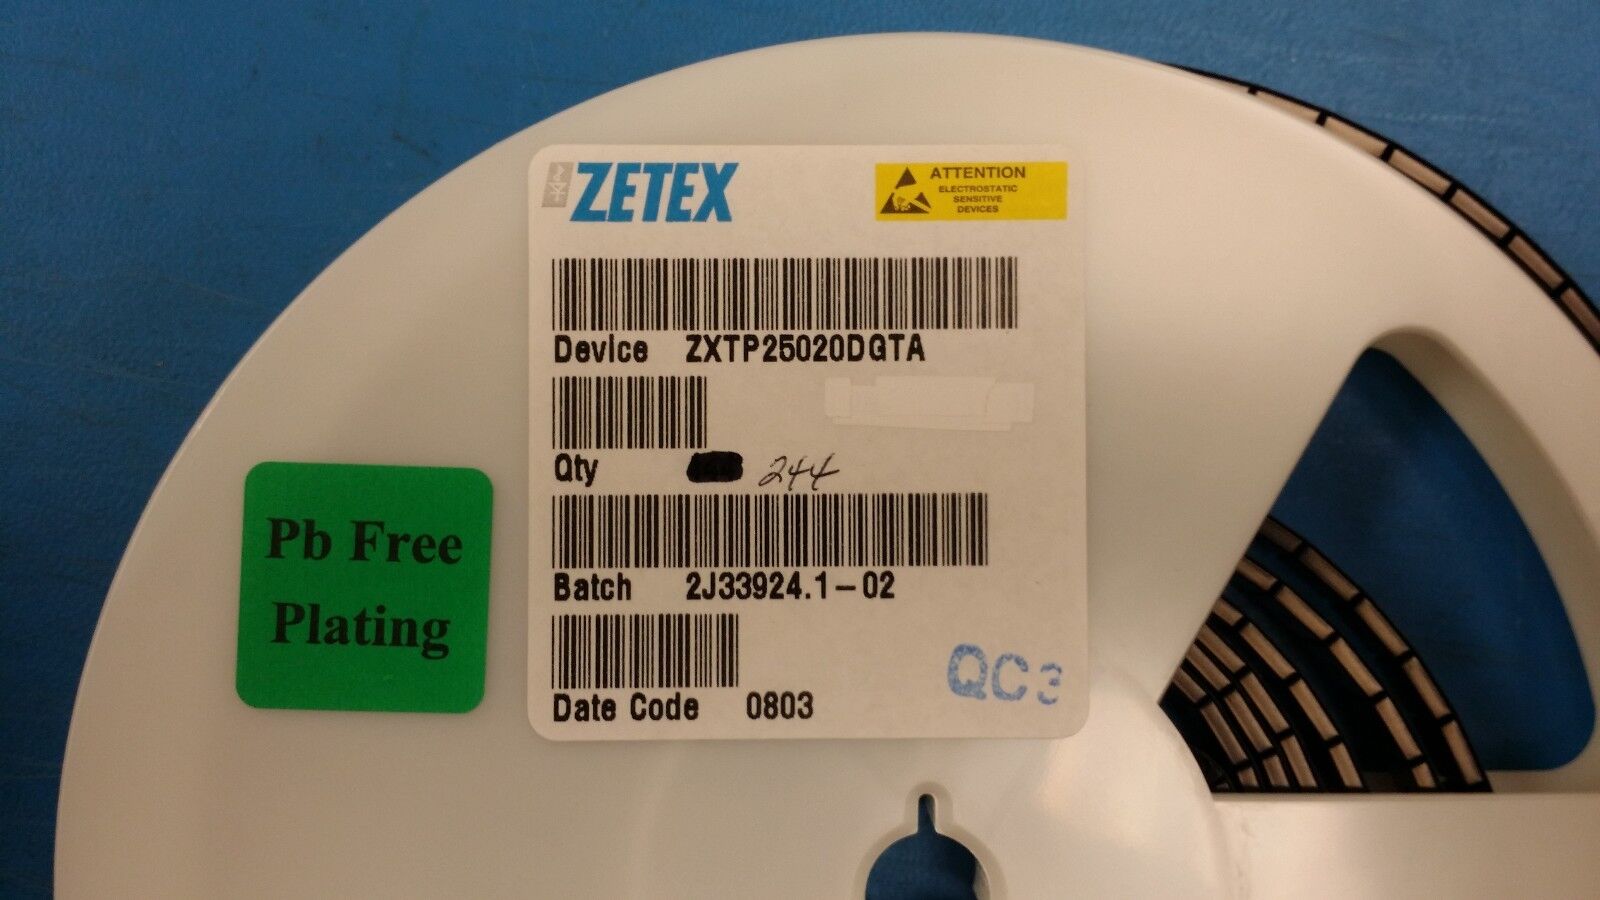 ZETEX
ATTENTION
ELECTROSTATIC
SENSITIVE
DEVICES
Device ZXTP25020DGTA
Qty 244
Batch 2J33924.1-02
Date Code 0803
QC3
Pb Free
Plating